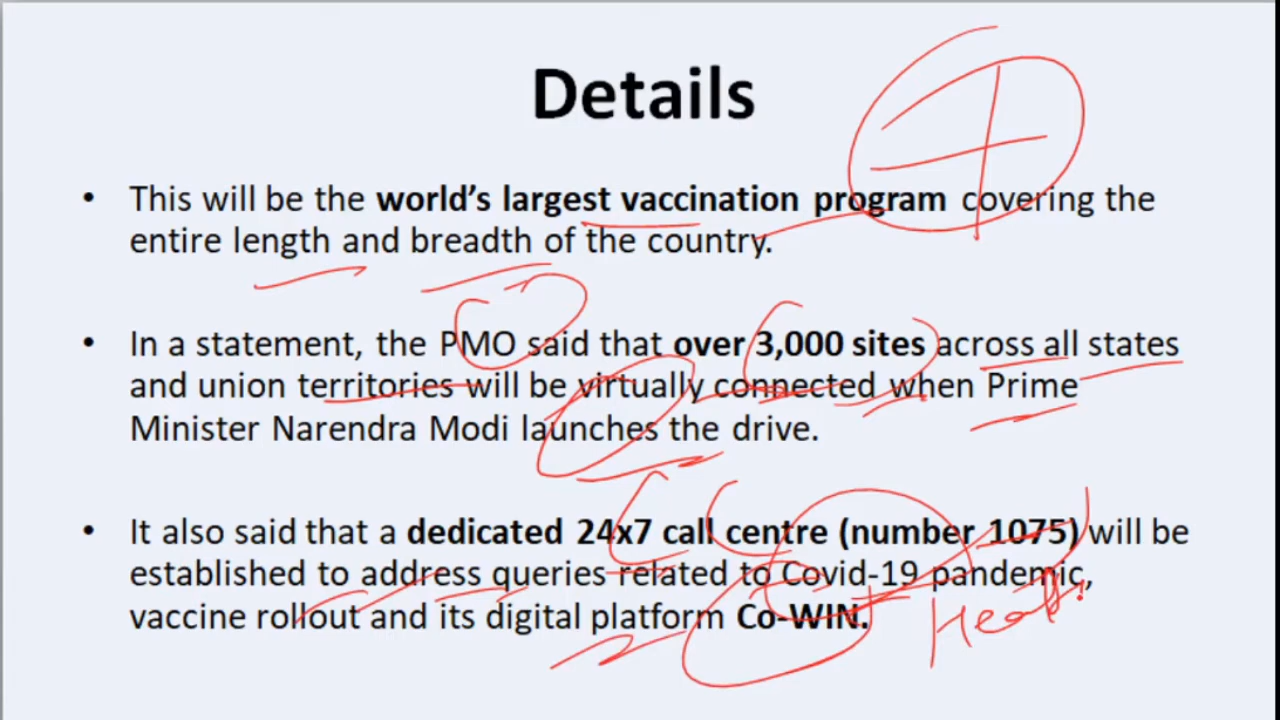 Details
• This will be the world's largest vaccination program covering the
entire length and breadth of the country.
• In a statement, the PMO said that over 3,000 sites across all states
and union territories will be virtually connected when Prime
Minister Narendra Modi launches the drive.
• It also said that a dedicated 24x7 call centre (number 1075) will be
established to address queries related to Covid-19 pandemic,
vaccine rollout and its digital platform Co-WIN.